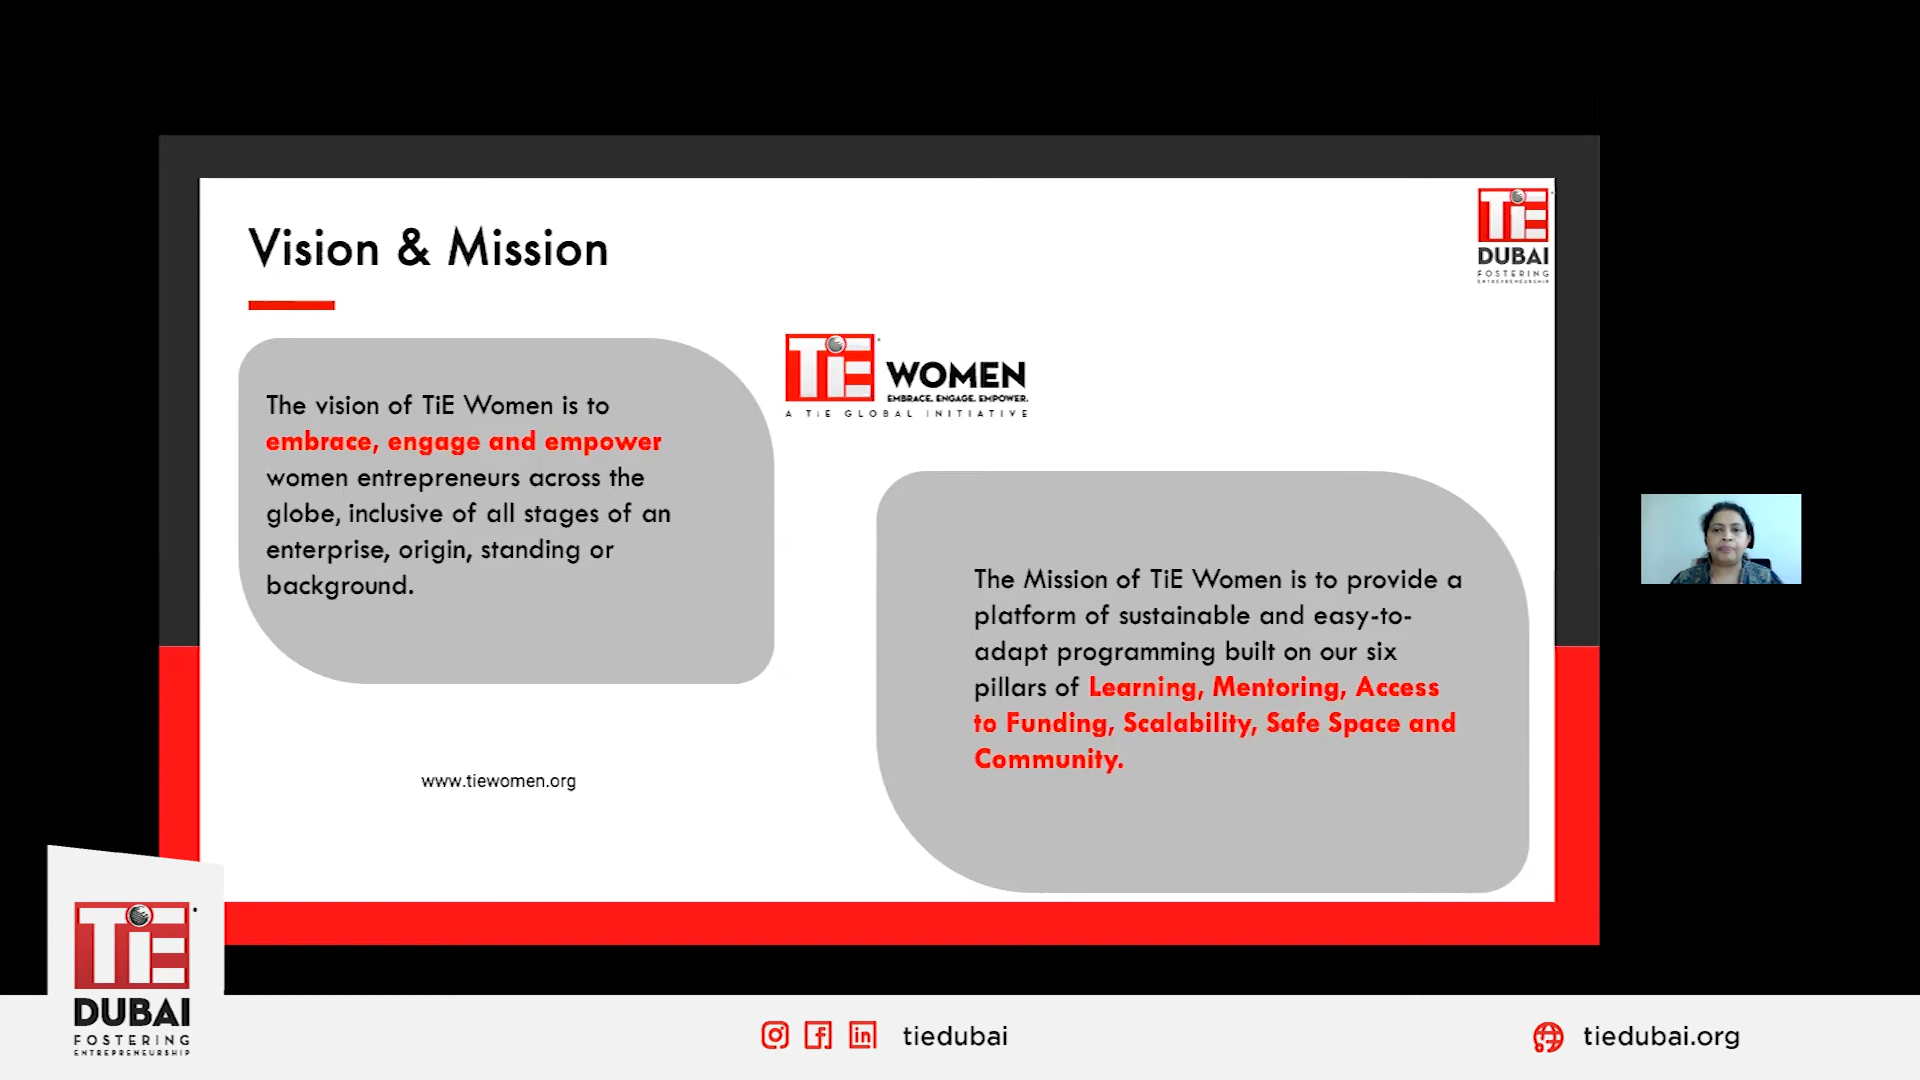 Vision & Mission
TiE
DUBAI
FOSTERING
ENTREPRENEURSHIP
The vision of TiE Women is to
embrace, engage and empower
women entrepreneurs across the
globe, inclusive of all stages of an
enterprise, origin, standing or
background.
TiE WOMEN
EMBRACE. ENGAGE. EMPOWER.
A TiE GLOBAL INITIATIVE
The Mission of TiE Women is to provide a
platform of sustainable and easy-to-
adapt programming built on our six
pillars of Learning, Mentoring, Access
to Funding, Scalability, Safe Space and
Community.
www.tiewomen.org
TiE
DUBAI
FOSTERING
ENTREPRENEURSHIP
tiedubai
tiedubai.org